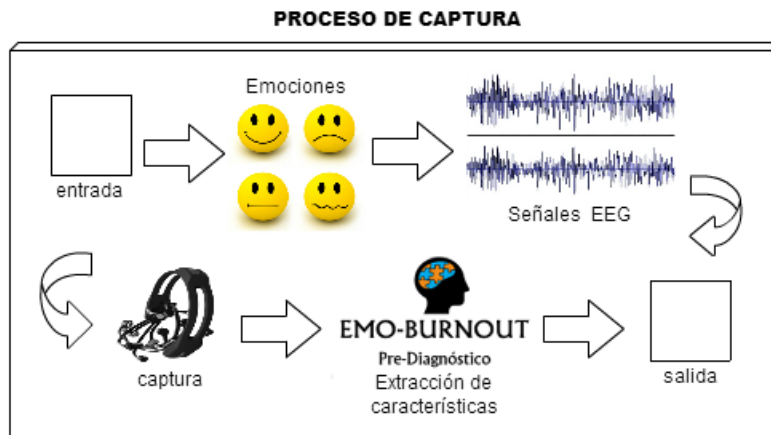 PROCESO DE CAPTURA
Emociones
entrada
Señales EEG
EMO-BURNOUT
Pre-Diagnóstico
captura
Extracción de
características
salida